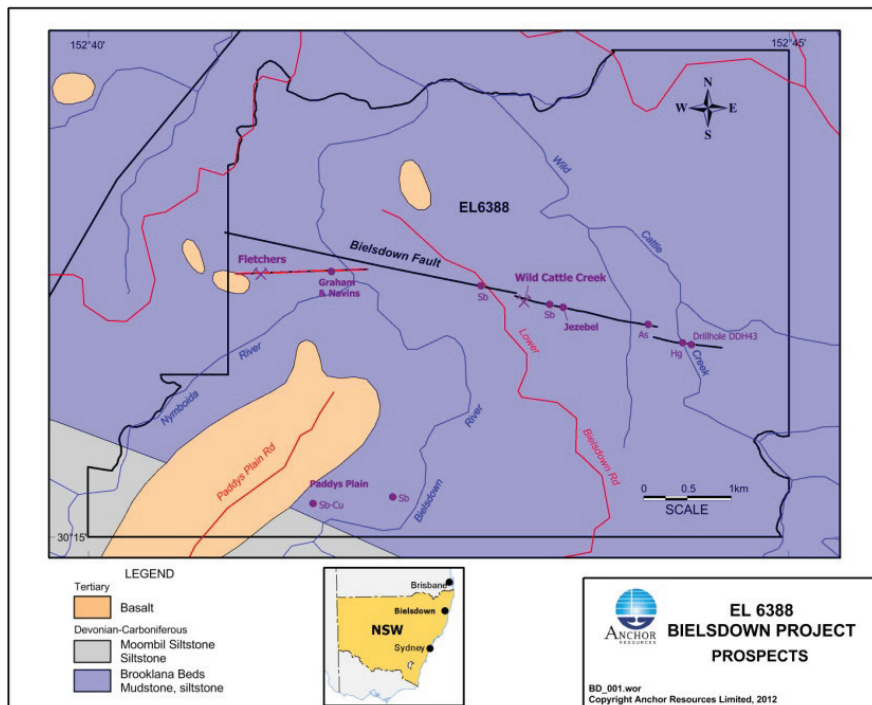 152°40'
152°45'
N
W
E
S
Wild
Cattle
Creek
EL6388
Bielsdown Fault
Fletchers
Graham
& Navins
Wild Cattle Creek
Sb
Sb
Jezebel
As
Drillhole DDH43
Hg
Lower
Bielsdown Rd
Nymboida
River
River
Bielsdown
Paddys Plain Rd
Paddys Plain
Sb
Sb-Cu
0
0.5
1km
SCALE
30°15'
LEGEND
Tertiary
Basalt
Devonian-Carboniferous
Moombil Siltstone
Siltstone
Brooklana Beds
Mudstone, siltstone
Brisbane
Bielsdown
NSW
Sydney
ANCHOR
RESOURCES
EL 6388
BIELSDOWN PROJECT
PROSPECTS
BD_001.wor
Copyright Anchor Resources Limited, 2012